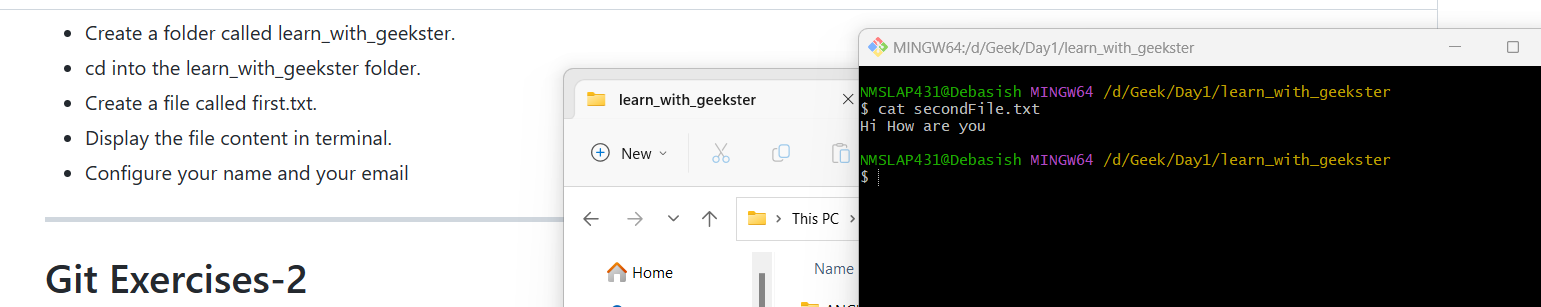 Create a folder called learn_with_geekster.
cd into the learn_with_geekster folder.
Create a file called first.txt.
Display the file content in terminal.
Configure your name and your email
Git Exercises-2
learn_with_geekster
New
This PC
Home
Name
MINGW64:/d/Geek/Day1/learn_with_geekster
NMSLAP431@Debasish MINGW64 /d/Geek/Day1/learn_with_geekster
$ cat secondFile.txt
Hi How are you
NMSLAP431@Debasish MINGW64 /d/Geek/Day1/learn_with_geekster
$